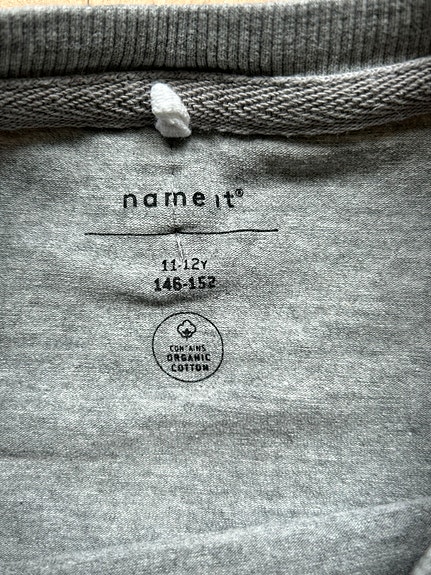 name it®
11-12Y
146-152
CONTAINS
ORGANIC
COTTON